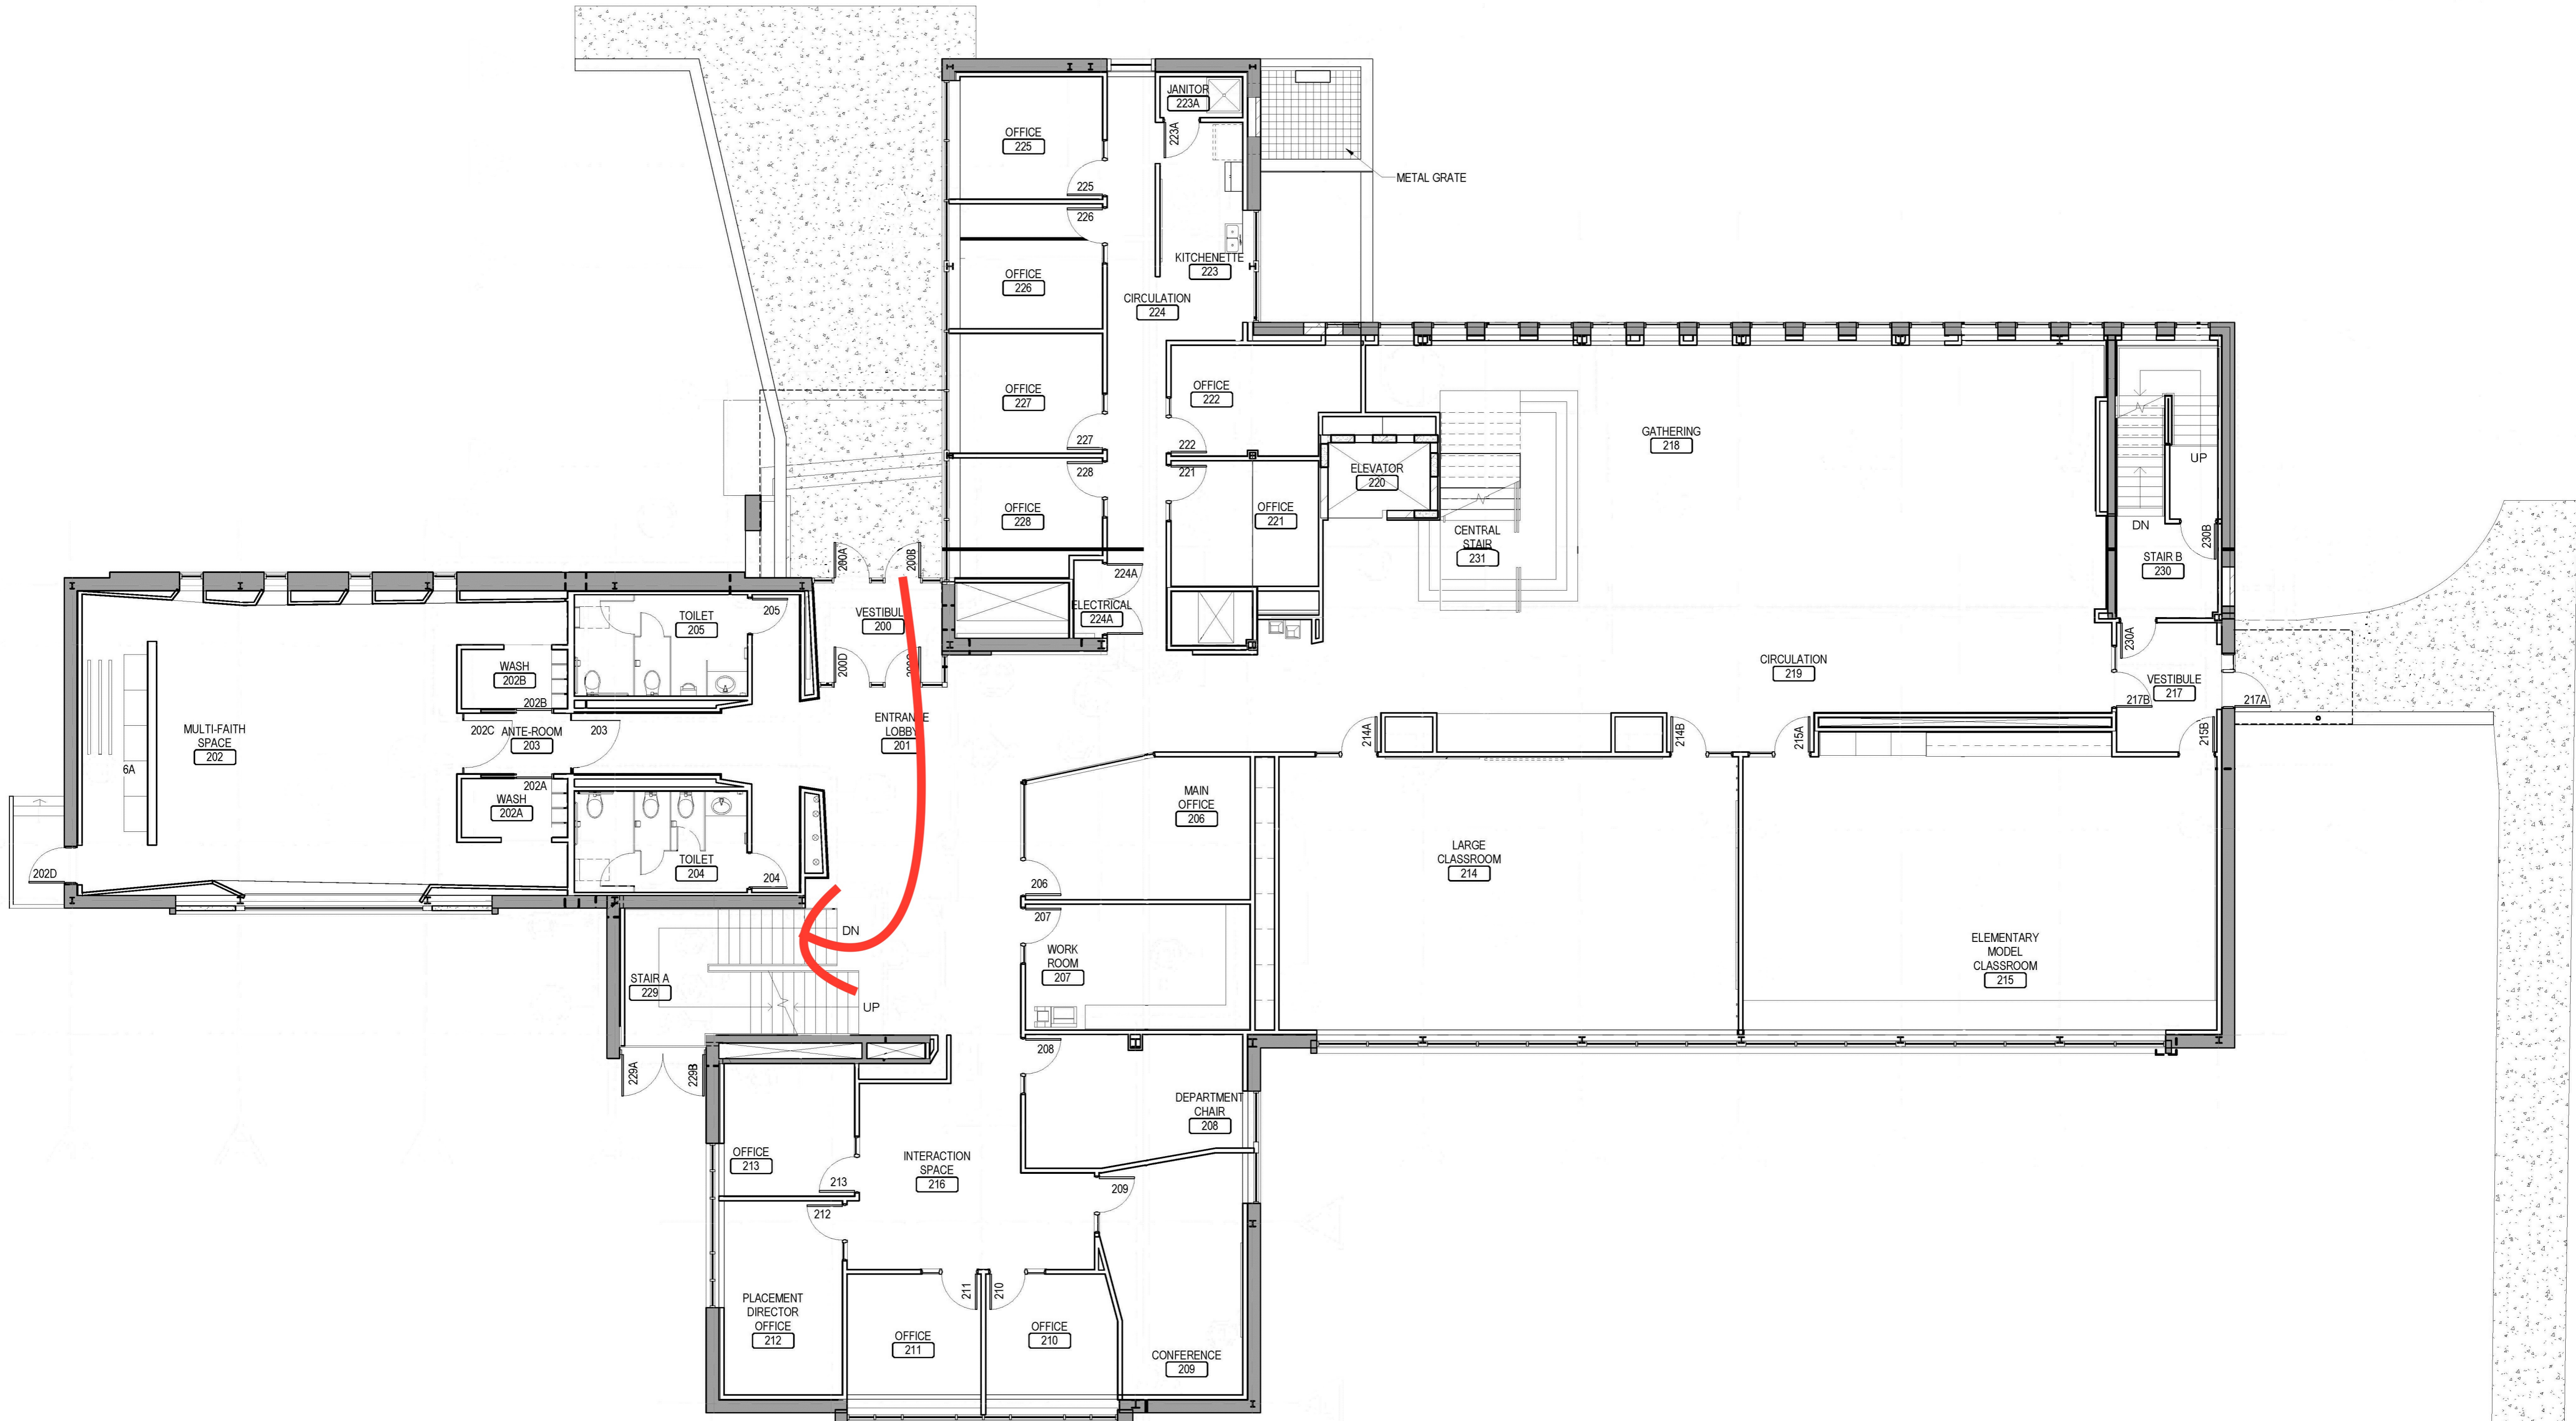 JANITOR
223A
223A
OFFICE
225
225
METAL GRATE
226
KITCHENETTE
223
OFFICE
226
CIRCULATION
224
OFFICE
227
OFFICE
222
227
222
228
221
GATHERING
218
ELEVATOR
220
UP
OFFICE
228
OFFICE
221
CENTRAL
STAIR
231
DN
230B
STAIR B
230
200A
200B
224A
ELECTRICAL
224A
TOILET
205
205
VESTIBUL
200
200D
230A
WASH
202B
202B
CIRCULATION
219
VESTIBULE
217
217B
217A
MULTI-FAITH
SPACE
202
202C
ANTE-ROOM
203
203
ENTRANCE
LOBBY
201
214A
214B
215A
215B
6A
202A
WASH
202A
MAIN
OFFICE
206
TOILET
204
204
202D
206
LARGE
CLASSROOM
214
207
DN
WORK
ROOM
207
ELEMENTARY
MODEL
CLASSROOM
215
STAIR A
229
UP
208
229A
229B
DEPARTMENT
CHAIR
208
OFFICE
213
213
INTERACTION
SPACE
216
209
212
211
210
PLACEMENT
DIRECTOR
OFFICE
212
OFFICE
211
OFFICE
210
CONFERENCE
209